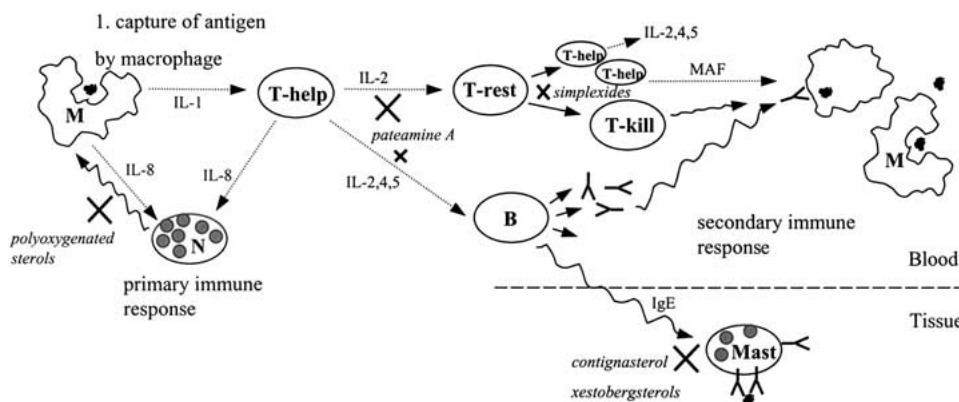 1. capture of antigen
by macrophage
M
IL-1
T-help
IL-2
pateamine A
T-rest
T-help
T-help
IL-2,4,5
simplexides
MAF
T-kill
M
IL-8
IL-8
IL-2,4,5
polyoxygenated
sterols
N
primary immune
response
B
secondary immune
response
Blood
IgE
Tissue
contignasterol
xestobergsterols
Mast